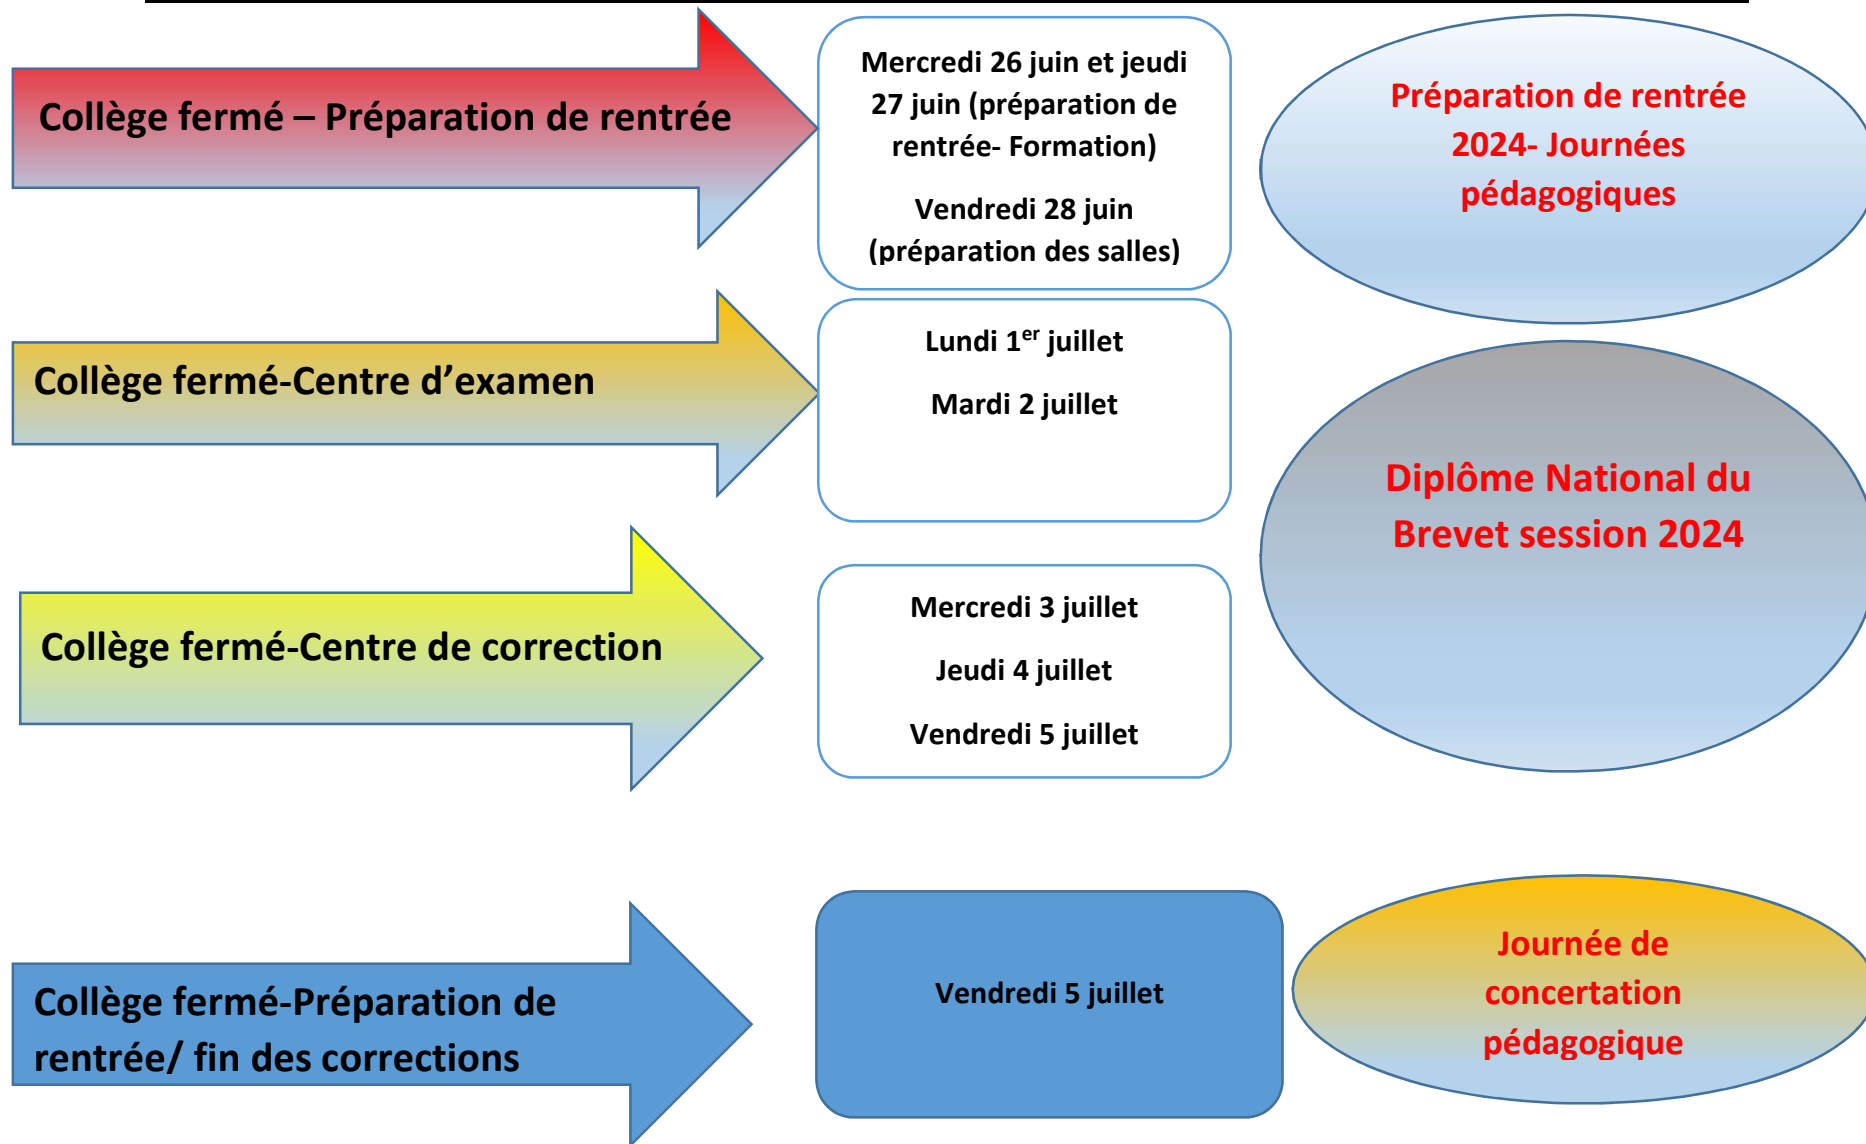 Collège fermé – Préparation de rentrée
Mercredi 26 juin et jeudi
27 juin (préparation de
rentrée- Formation)
Vendredi 28 juin
(préparation des salles)
Préparation de rentrée
2024- Journées
pédagogiques
Collège fermé-Centre d’examen
Lundi 1er juillet
Mardi 2 juillet
Diplôme National du
Brevet session 2024
Collège fermé-Centre de correction
Mercredi 3 juillet
Jeudi 4 juillet
Vendredi 5 juillet
Collège fermé-Préparation de
rentrée/ fin des corrections
Vendredi 5 juillet
Journée de
concertation
pédagogique